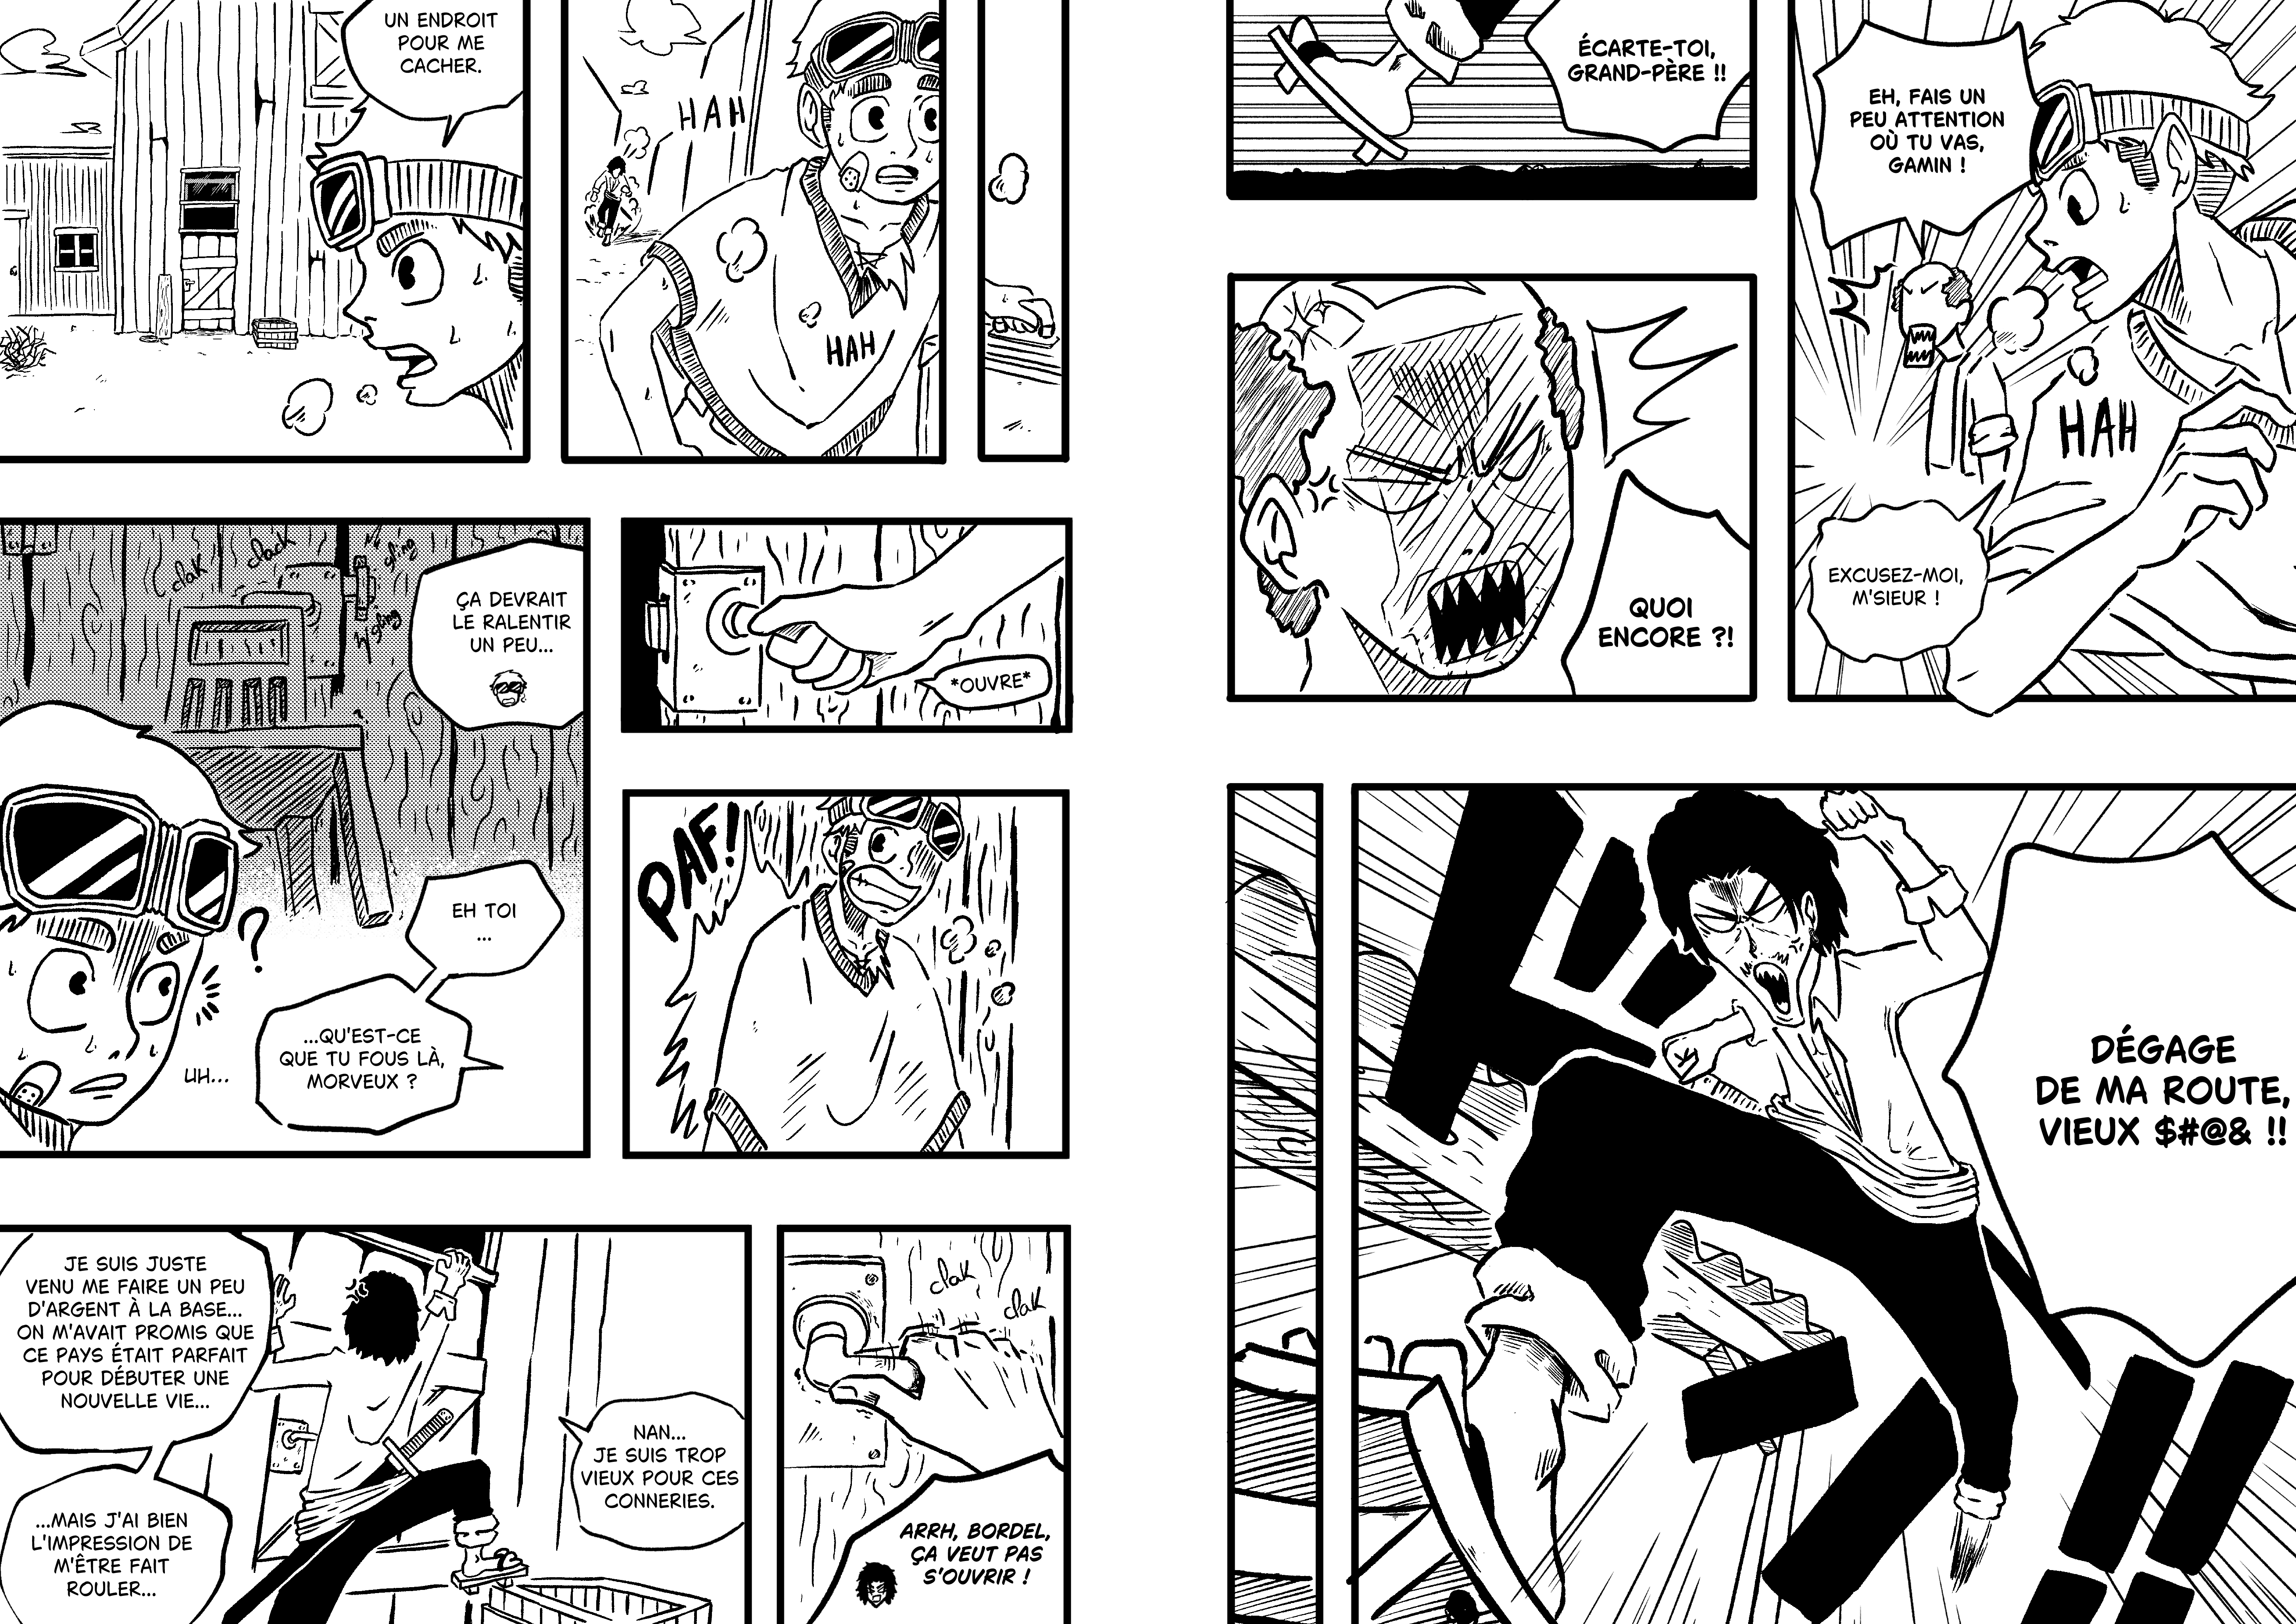 EH, FAIS UN
PEU ATTENTION
OÙ TU VAS,
GAMIN !
HAH
EXCUSEZ-MOI,
M'SIEUR !
ÉCARTE-TOI,
GRAND-PÈRE !!
QUOI
ENCORE ?!
DÉGAGE
DE MA ROUTE,
VIEUX $#@& !!
HAH
HAH
UN ENDROIT
POUR ME
CACHER.
*OUVRE*
PAF!
clak
clack
sling
ÇA DEVRAIT
LE RALENTIR
UN PEU...
?
EH TOI
...
...QU'EST-CE
QUE TU FOUS LÀ,
MORVEUX ?
UH...
clak
clak
ARRH, BORDEL,
ÇA VEUT PAS
S'OUVRIR !
NAN...
JE SUIS TROP
VIEUX POUR CES
CONNERIES.
JE SUIS JUSTE
VENU ME FAIRE UN PEU
D'ARGENT À LA BASE...
ON M'AVAIT PROMIS QUE
CE PAYS ÉTAIT PARFAIT
POUR DÉBUTER UNE
NOUVELLE VIE...
...MAIS J'AI BIEN
L'IMPRESSION DE
M'ÊTRE FAIT
ROULER...